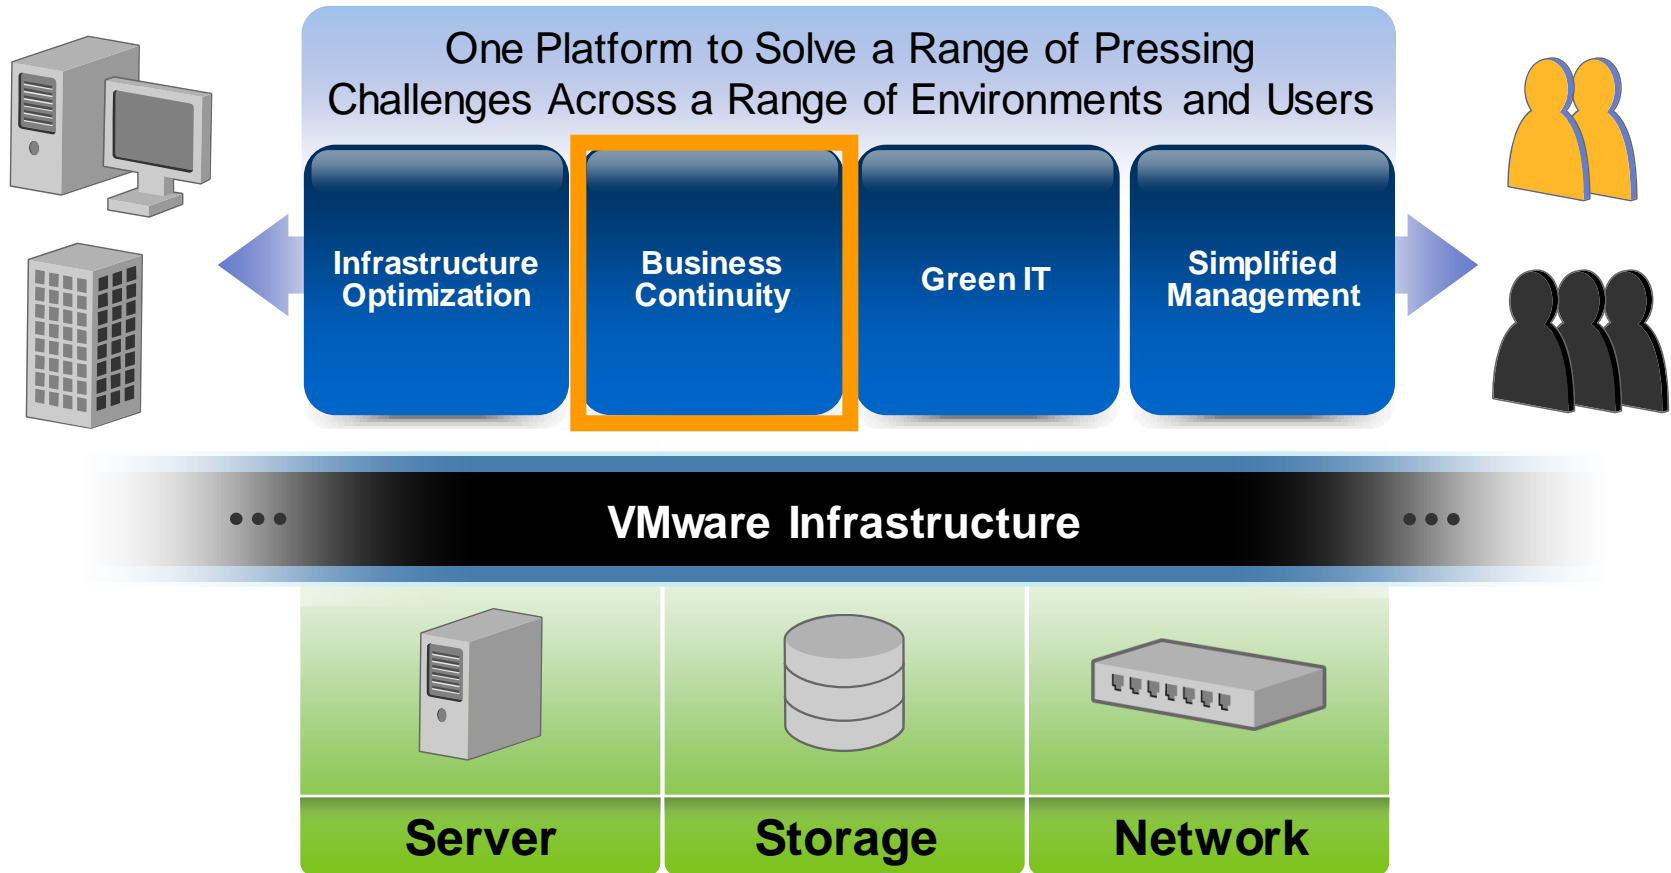 One Platform to Solve a Range of Pressing
Challenges Across a Range of Environments and Users
Infrastructure
Optimization
Business
Continuity
Green IT
Simplified
Management
VMware Infrastructure
Server
Storage
Network